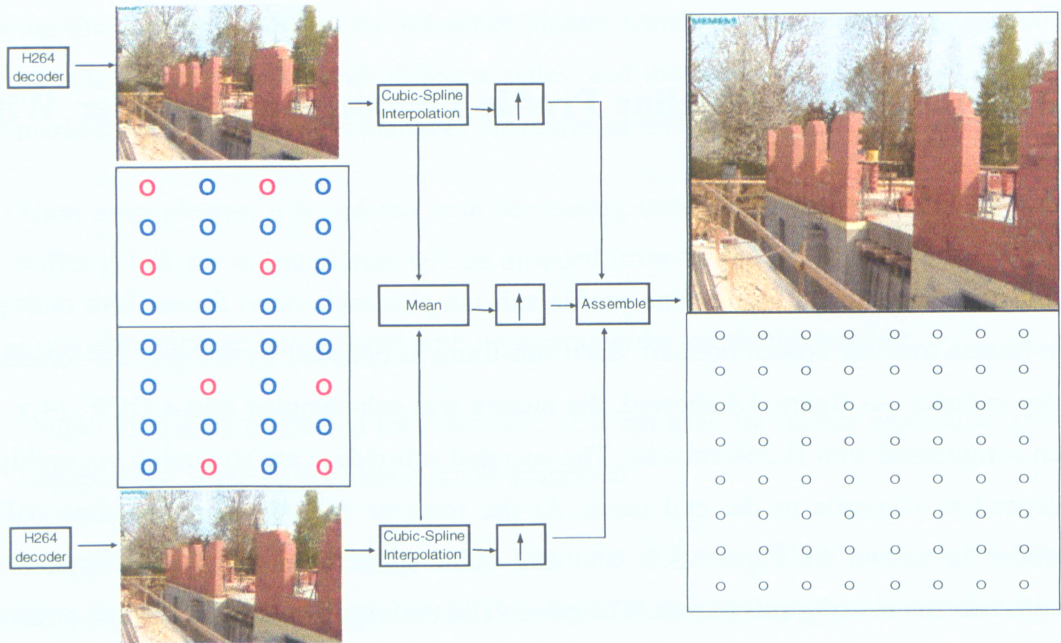 H264
decoder
Cubic-Spline
Interpolation
Mean
Assemble
H264
decoder
Cubic-Spline
Interpolation